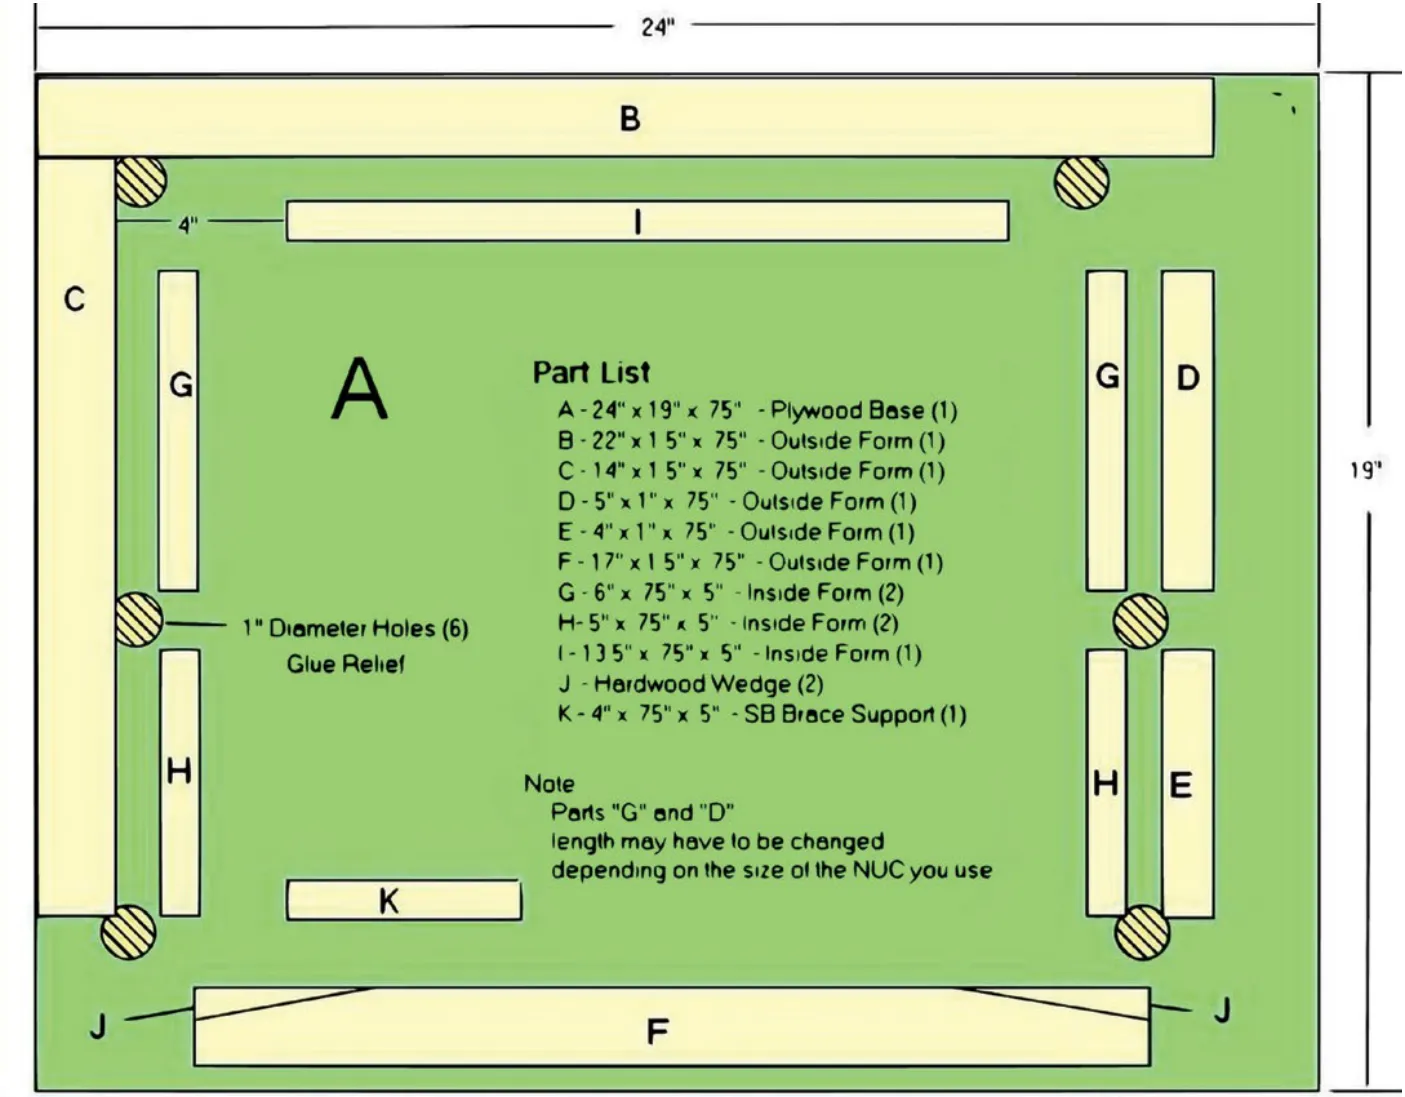 24"
B
4"
I
C
G
A
G
D
Part List
A - 24" x 19" x 75" - Plywood Base (1)
B - 22" x 1 5" x 75" - Outside Form (1)
C - 14" x 1 5" x 75" - Outside Form (1)
D - 5" x 1" x 75" - Outside Form (1)
E - 4" x 1" x 75" - Outside Form (1)
F - 17" x 1 5" x 75" - Outside Form (1)
G - 6" x 75" x 5" - Inside Form (2)
H- 5" x 75" x 5" - Inside Form (2)
I - 13 5" x 75" x 5" - Inside Form (1)
J - Hardwood Wedge (2)
K - 4" x 75" x 5" - SB Brace Support (1)
19"
1" Diameter Holes (6)
Glue Relief
H
H
E
Note
Parts "G" and "D"
length may have to be changed
depending on the size of the NUC you use
K
J
F
J